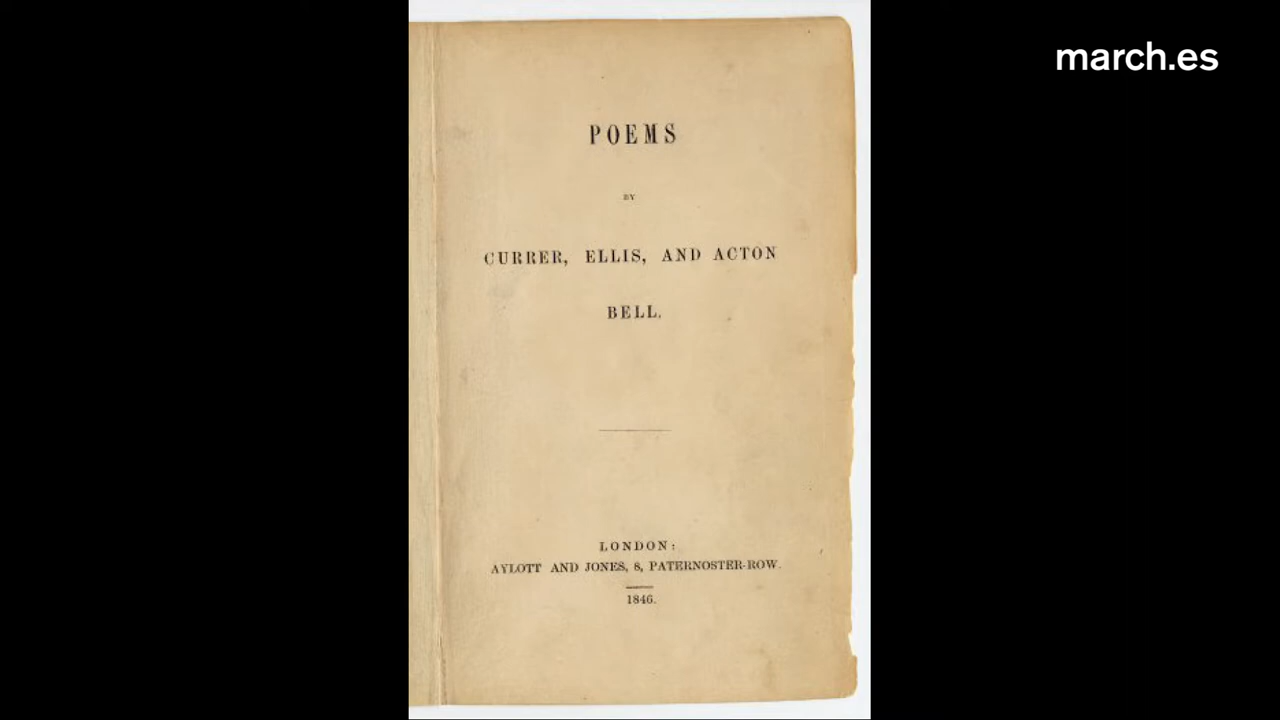 march.es
POEMS
BY
CURRER, ELLIS, AND ACTON
BELL.
LONDON:
AYLOTT AND JONES, 8, PATERNOSTER-ROW.
1846.